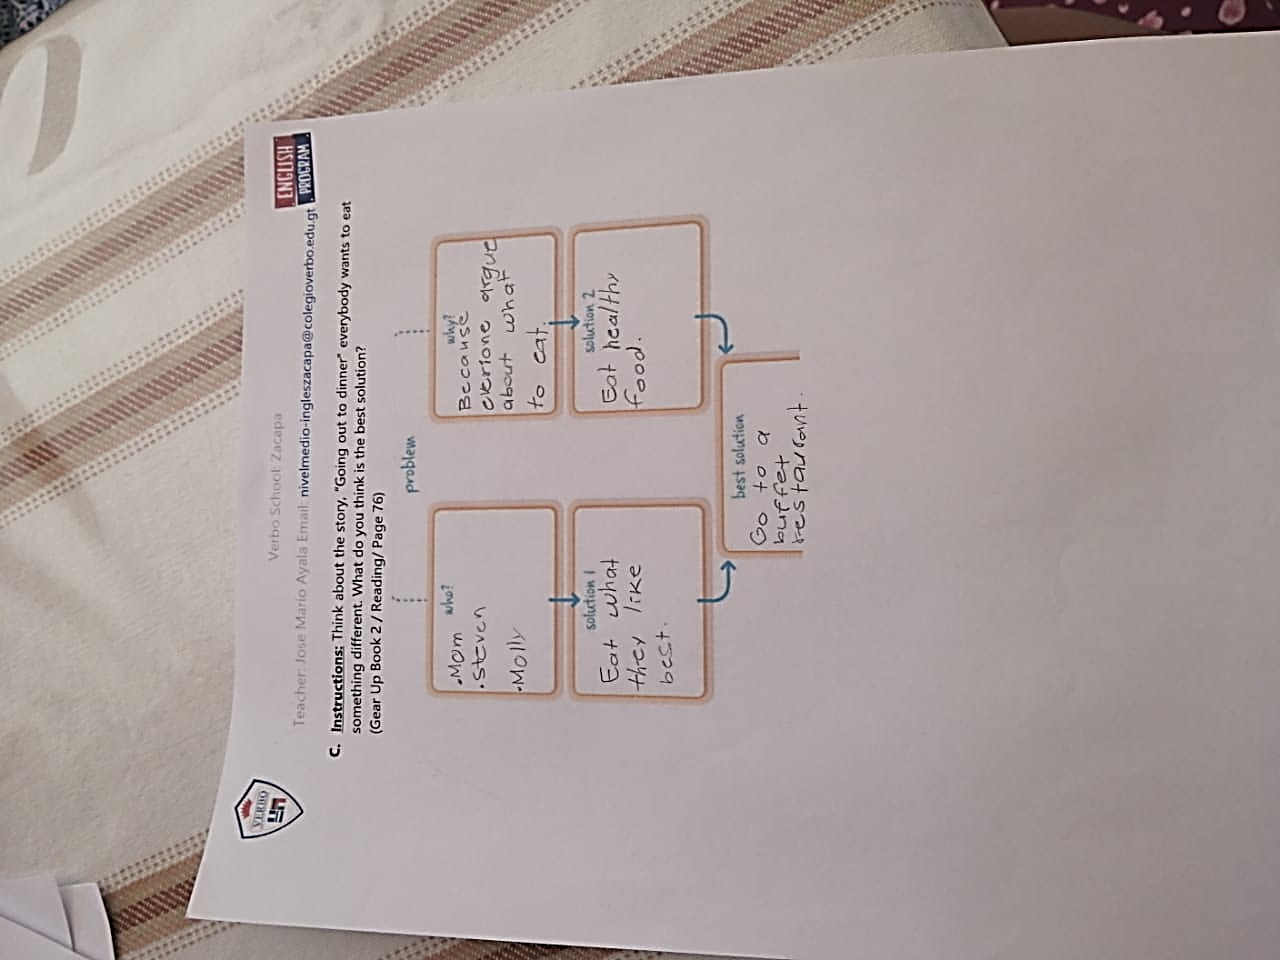 VERBO
Verbo School: Zacapa
Teacher: Jose Mario Ayala Email: nivelmedio-ingleszacapa@colegioverbo.edu.gt
ENGLISH
PROGRAM
C. Instructions: Think about the story, "Going out to dinner" everybody wants to eat
something different. What do you think is the best solution?
(Gear Up Book 2 / Reading/ Page 76)
problem
who?
•Mom
•Steven
•Molly
why?
Because
everione argue
about what
to eat.
solution 1
Eat what
they like
best.
solution 2
Eat healthy
food.
best solution
Go to a
buffet
restaurant.